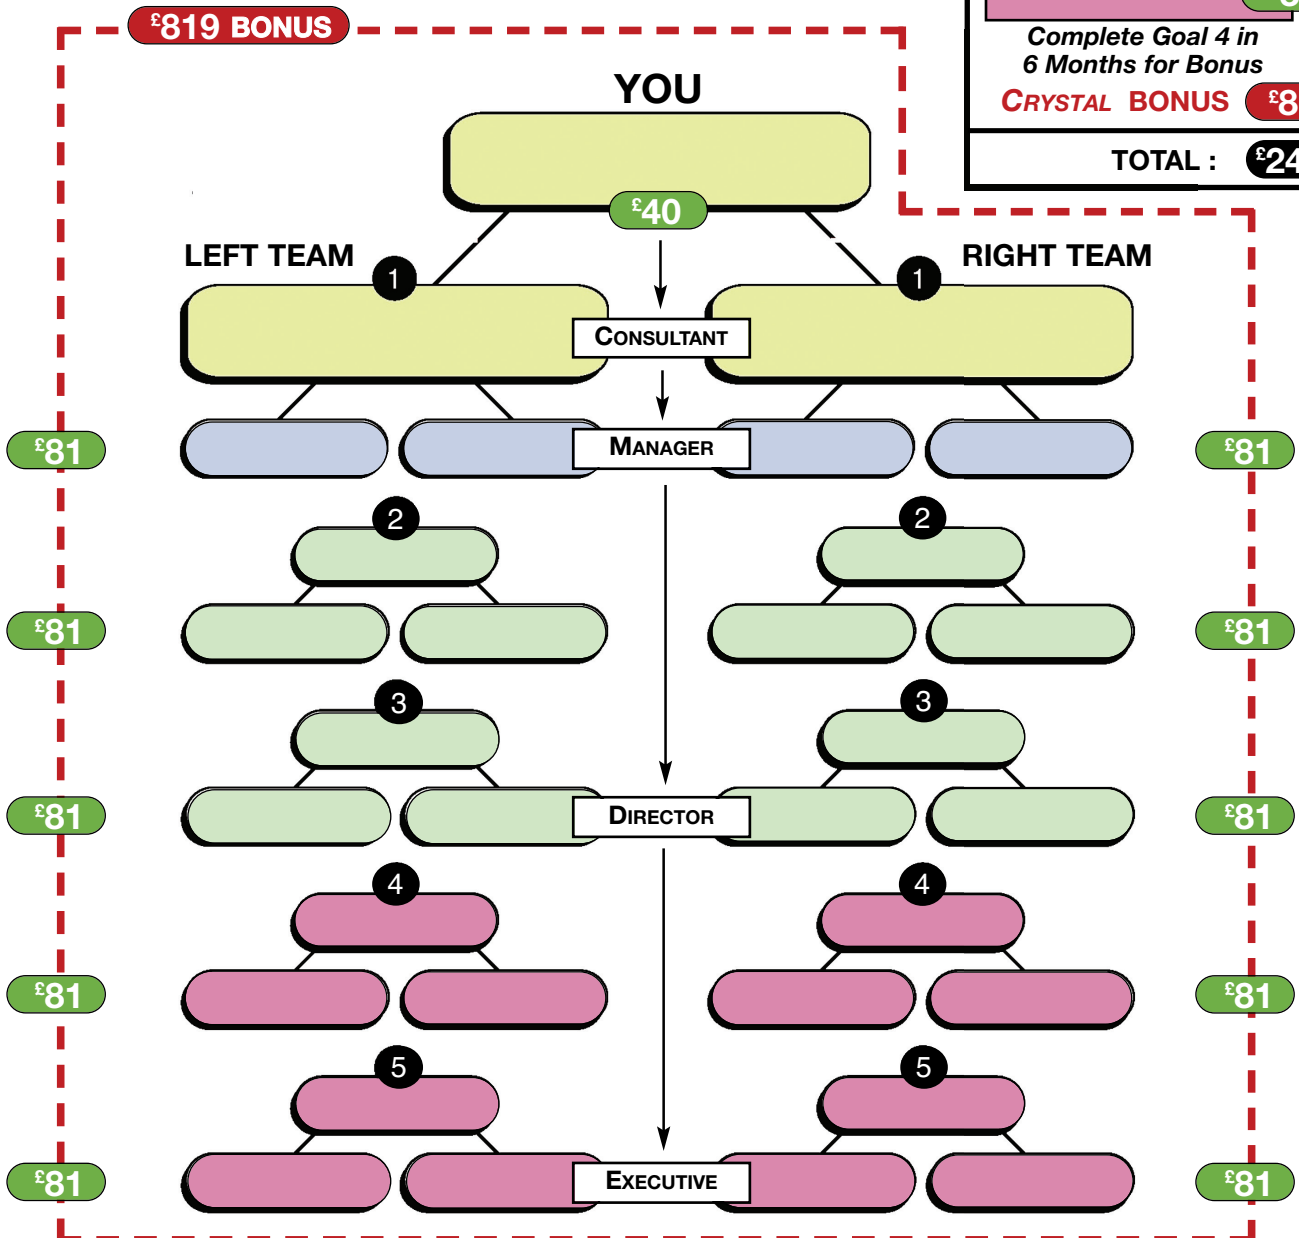 £819 BONUS
Complete Goal 4 in
6 Months for Bonus
CRYSTAL BONUS
TOTAL :
YOU
£40
LEFT TEAM
RIGHT TEAM
1
1
CONSULTANT
£81
MANAGER
£81
2
2
£81
£81
3
3
£81
DIRECTOR
£81
4
4
£81
£81
5
5
£81
EXECUTIVE
£81